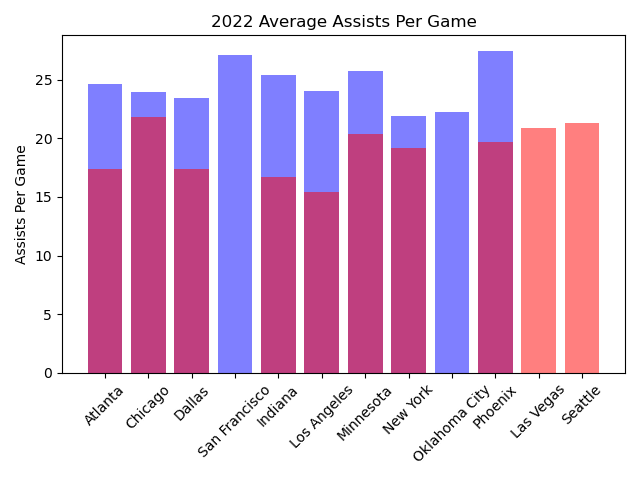 2022 Average Assists Per Game
Assists Per Game
25
20
15
10
5
0
Atlanta
Chicago
Dallas
San Francisco
Indiana
Los Angeles
Minnesota
New York
Oklahoma City
Phoenix
Las Vegas
Seattle